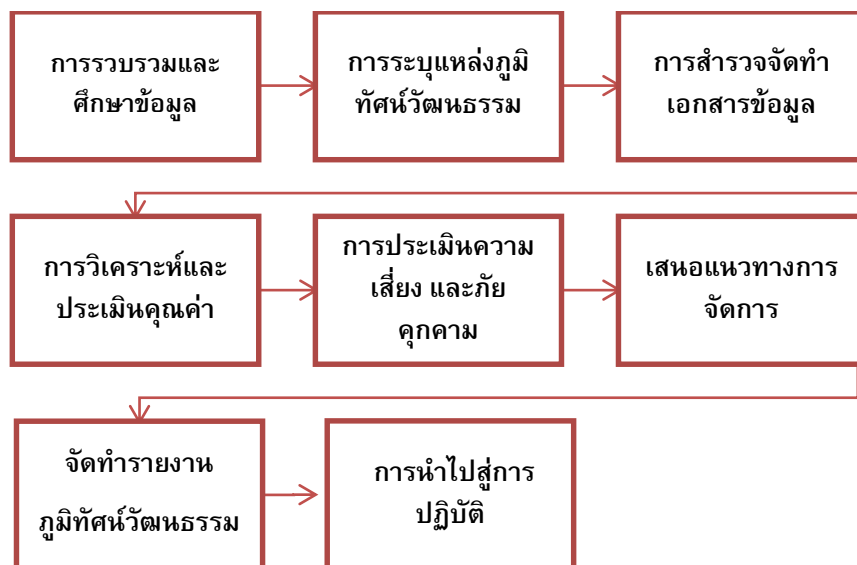 การรวบรวมและ
ศึกษาข้อมูล
การระบุแหล่งภูมิ
ทัศน์วัฒนธรรม
การสำรวจจัดทำ
เอกสารข้อมูล
การวิเคราะห์และ
ประเมินคุณค่า
การประเมินความ
เสี่ยง และภัย
คุกคาม
เสนอแนวทางการ
จัดการ
จัดทำรายงาน
ภูมิทัศน์วัฒนธรรม
การนำไปสู่การ
ปฏิบัติ